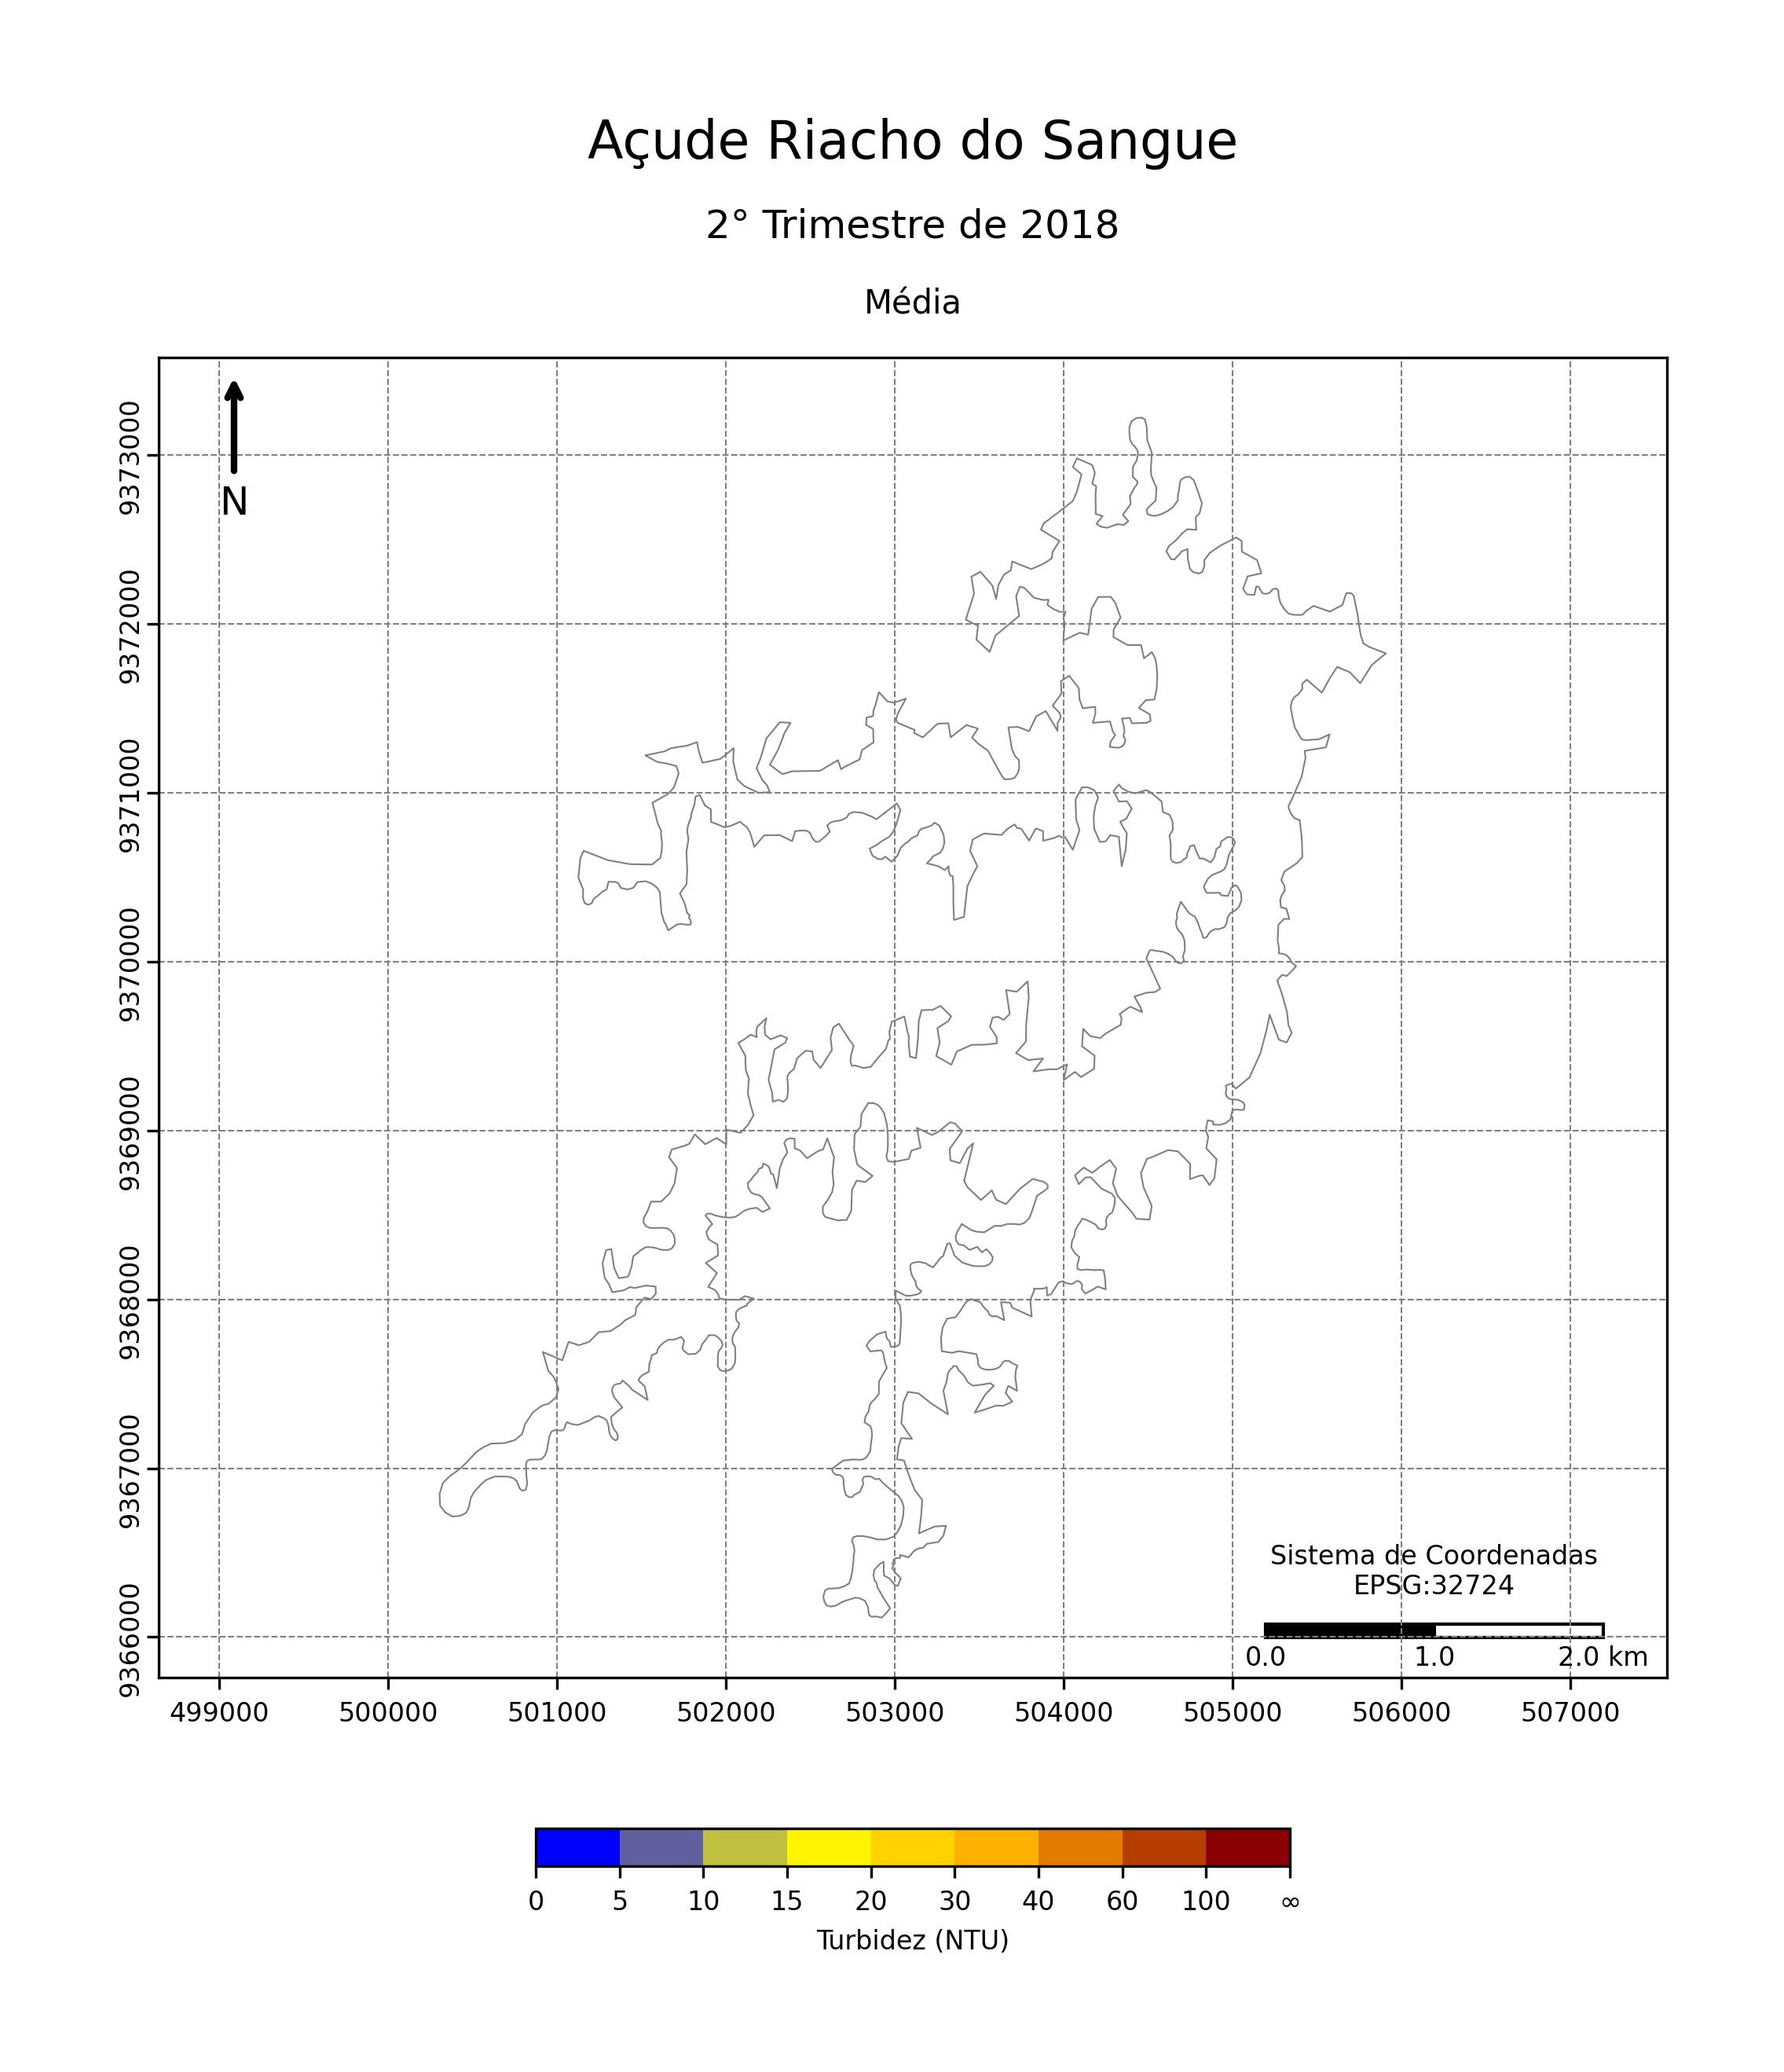 Açude Riacho do Sangue
2° Trimestre de 2018
Média
N
9373000
9372000
9371000
9370000
9369000
9368000
9367000
9366000
Sistema de Coordenadas
EPSG:32724
0.0 1.0 2.0 km
499000 500000 501000 502000 503000 504000 505000 506000 507000
0 5 10 15 20 30 40 60 100 ∞
Turbidez (NTU)